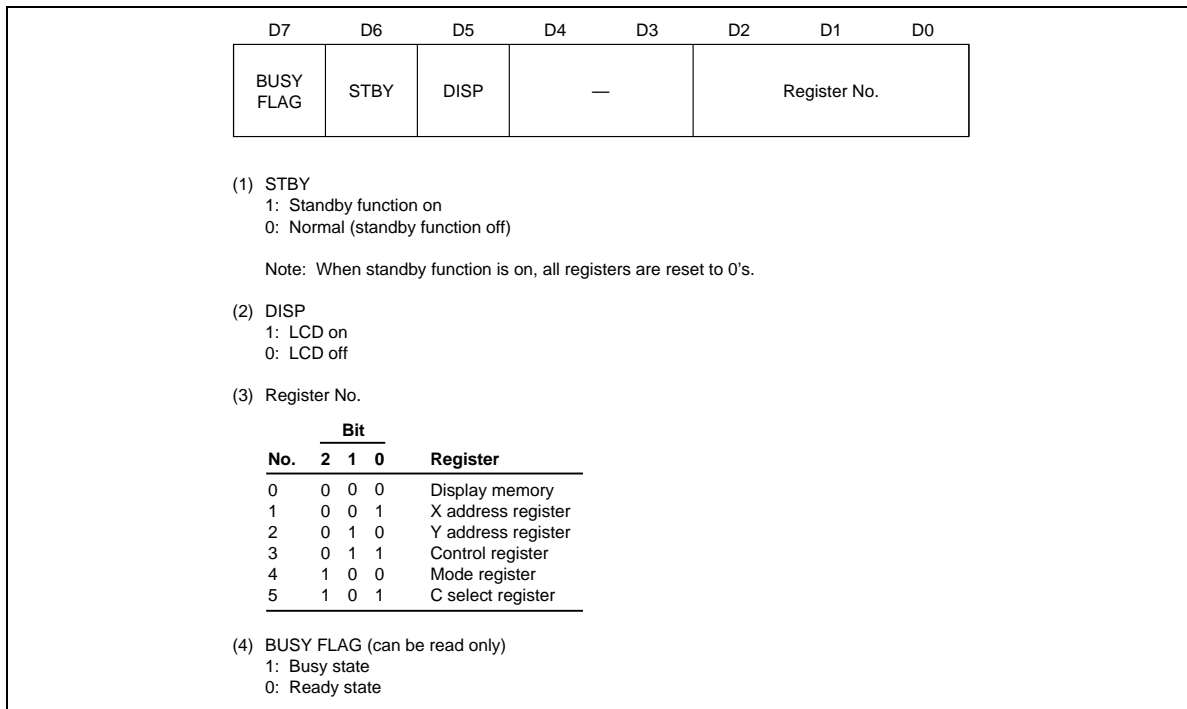 D7 D6 D5 D4 D3 D2 D1 D0
BUSY FLAG STBY DISP — Register No.
(1) STBY
1: Standby function on
0: Normal (standby function off)
Note: When standby function is on, all registers are reset to 0's.
(2) DISP
1: LCD on
0: LCD off
(3) Register No.
Bit
No. 2 1 0 Register
0 0 0 0 Display memory
1 0 0 1 X address register
2 0 1 0 Y address register
3 0 1 1 Control register
4 1 0 0 Mode register
5 1 0 1 C select register
(4) BUSY FLAG (can be read only)
1: Busy state
0: Ready state